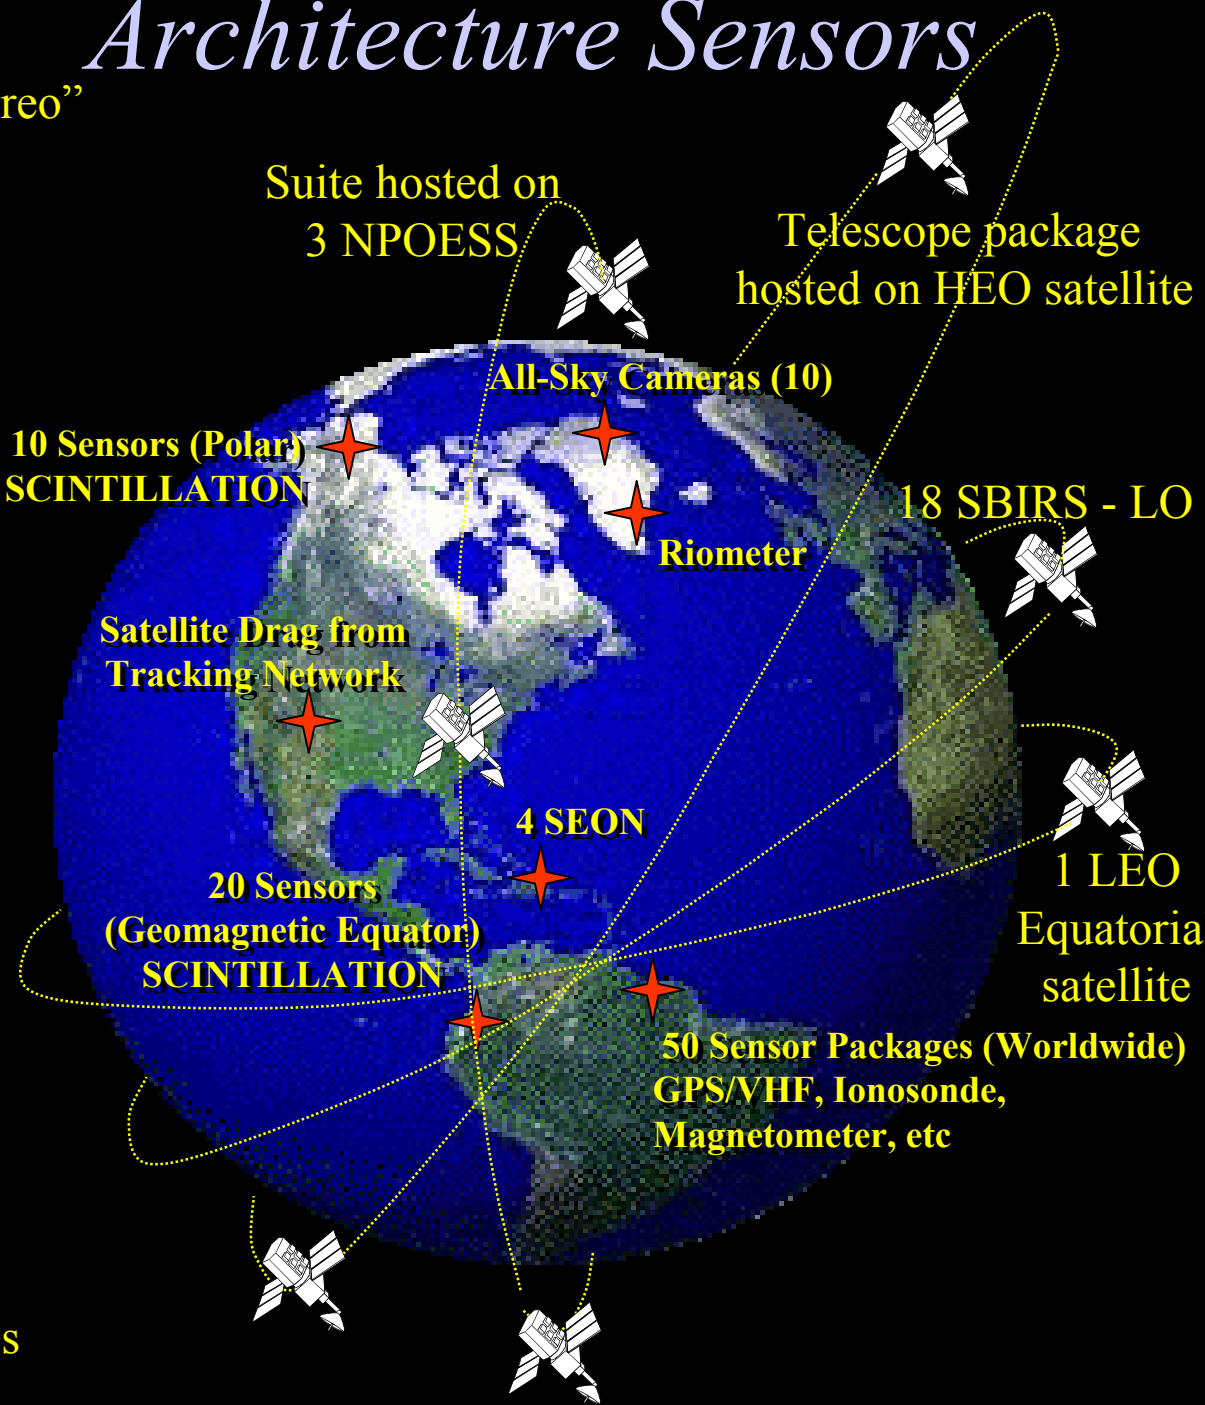 Architecture Sensors
reo”
Suite hosted on
3 NPOESS
Telescope package
hosted on HEO satellite
All-Sky Cameras (10)
10 Sensors (Polar)
SCINTILLATION
18 SBIRS - LO
Riometer
Satellite Drag from
Tracking Network
4 SEON
20 Sensors
(Geomagnetic Equator)
SCINTILLATION
1 LEO
Equatoria
satellite
50 Sensor Packages (Worldwide)
GPS/VHF, Ionosonde,
Magnetometer, etc
s